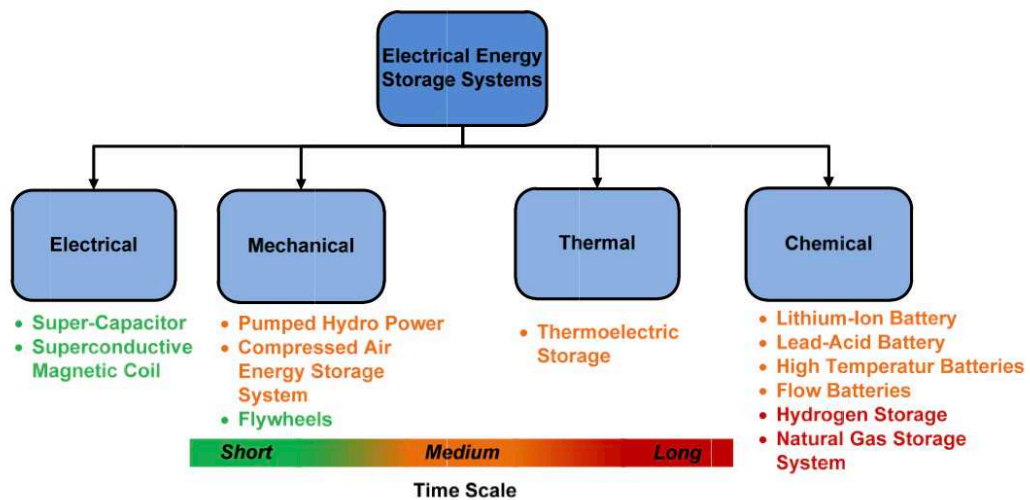 Electrical Energy
Storage Systems
Electrical
Mechanical
Thermal
Chemical
• Super-Capacitor
• Superconductive
Magnetic Coil
• Pumped Hydro Power
• Compressed Air
Energy Storage
System
• Flywheels
• Thermoelectric
Storage
• Lithium-Ion Battery
• Lead-Acid Battery
• High Temperatur Batteries
• Flow Batteries
• Hydrogen Storage
• Natural Gas Storage
System
Short
Medium
Long
Time Scale